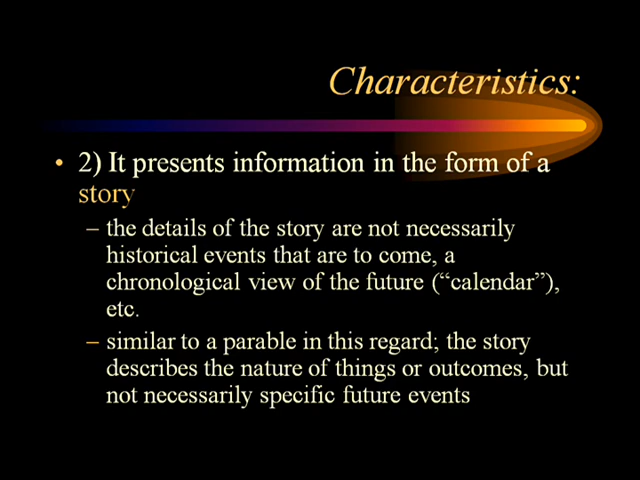 Characteristics:
• 2) It presents information in the form of a
story
– the details of the story are not necessarily
historical events that are to come, a
chronological view of the future (“calendar”),
etc.
– similar to a parable in this regard; the story
describes the nature of things or outcomes, but
not necessarily specific future events